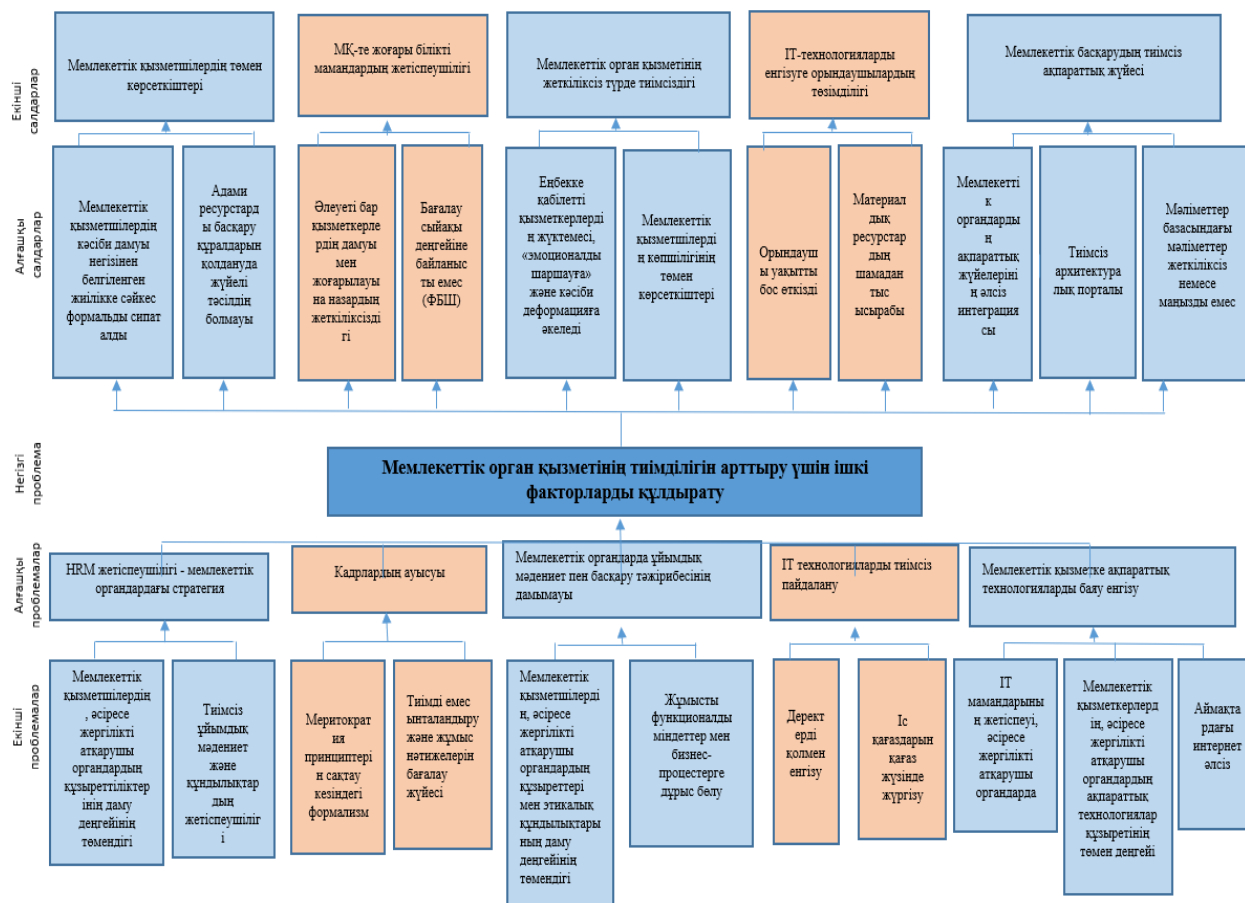 Екінші
салдарлар
Мемлекеттік қызметшілердің төмен
көрсеткіштері
МҚ-те жоғары білікті
мамандардың жетіспеушілігі
Мемлекеттік орган қызметінің
жеткіліксіз түрде тиімсіздігі
IT-технологияларды
енгізуге орындаушылардың
төзімділігі
Мемлекеттік басқарудың тиімсіз
ақпараттық жүйесі
Алғашқы
салдарлар
Мемлекеттік
қызметшілердің
кәсіби дамуы
негізінен
белгіленген
жиілікке сәйкес
формальды сипат
алды
Адами
ресурстард
ы басқару
құралдарын
қолдануда
жүйелі
тәсілдің
болмауы
Әлеуеті бар
қызметкерле
рдің дамуы
мен
жоғарылауы
на назардың
жеткіліксізд
ігі
Бағалау
сыйақы
деңгейіне
байланыс
ты емес
(ФБШ)
Еңбекке
қабілетті
қызметкерлерді
ң жүктемесі,
«эмоционалды
шаршауға»
және кәсіби
деформацияға
әкеледі
Мемлекеттік
қызметшілерді
ң көпшілігінің
төмен
көрсеткіштері
Орындауш
ы уақытты
бос өткізді
Материал
дық
ресурстар
дың
шамадан
тыс
ысырабы
Мемлекетті
к
органдарды
ң
ақпараттық
жүйелеріні
ң әлсіз
интеграция
сы
Тиімсіз
архитектура
лық порталы
Мәліметтер
базасындағы
мәліметтер
жеткіліксіз
немесе
маңызды емес
Негізгі
проблема
Мемлекеттік орган қызметінің тиімділігін арттыру үшін ішкі
факторларды құлдырату
Алғашқы
проблемалар
HRM жетіспеушілігі - мемлекеттік
органдардағы стратегия
Кадрлардың ауысуы
Мемлекеттік органдарда ұйымдық
мәдениет пен басқару тәжірибесінің
дамымауы
IT технологияларды тиімсіз
пайдалану
Мемлекеттік қызметке ақпараттық
технологияларды баяу енгізу
Екінші
проблемалар
Мемлекеттік
қызметшілердің
, әсіресе
жергілікті
атқарушы
органдардың
құзыреттіліктер
інің даму
деңгейінің
төмендігі
Тиімсіз
ұйымдық
мәдениет
және
құндылықтар
дың
жетіспеушіліг
і
Меритократ
ия
принциптері
н сақтау
кезіндегі
формализм
Тиімді емес
ынталандыру
және жұмыс
нәтижелерін
бағалау
жүйесі
Мемлекеттік
қызметшілерді
ң, әсіресе
жергілікті
атқарушы
органдардың
құзыреттері
мен этикалық
құндылықтары
ның даму
деңгейінің
төмендігі
Жұмысты
функционалды
міндеттер мен
бизнес-
процестерге
дұрыс бөлу
Дерект
ерді
қолмен
енгізу
Іс
қағаздарын
қағаз
жүзінде
жүргізу
IT
мамандарының
жетіспеуі,
әсіресе
жергілікті
атқарушы
органдарда
Мемлекеттік
қызметкерлерді
ң, әсіресе
жергілікті
атқарушы
органдардың
ақпараттық
технологиялар
құзыретінің
төмен деңгейі
Аймақта
рдағы
интернет
әлсіз